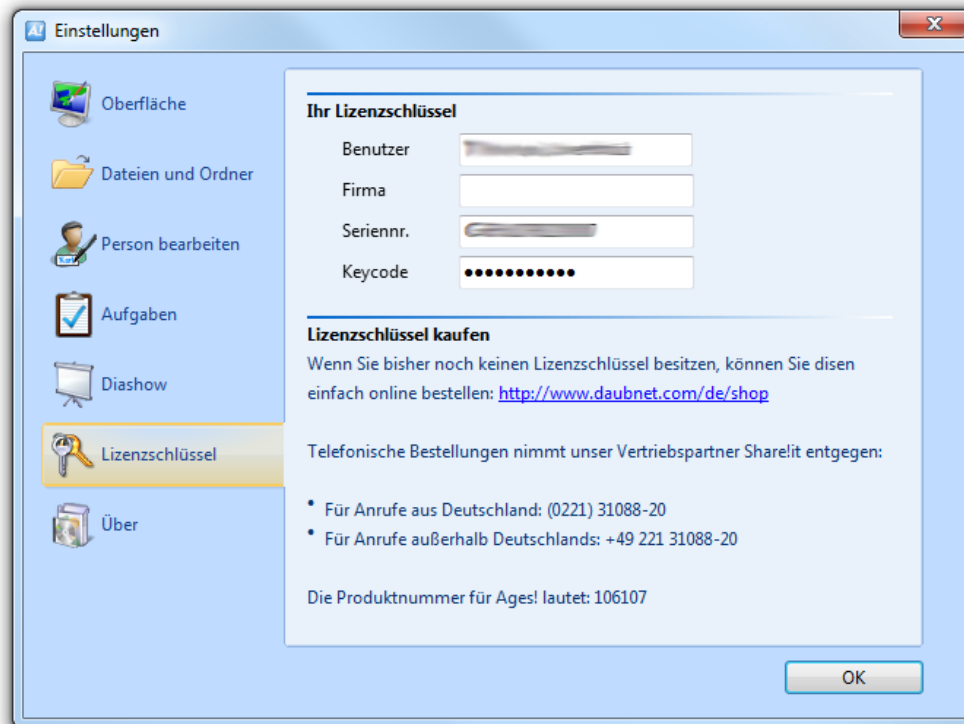 Einstellungen
Oberfläche
Dateien und Ordner
Person bearbeiten
Aufgaben
Diashow
Lizenzschlüssel
Über
Ihr Lizenzschlüssel
Benutzer
Firma
Seriennr.
Keycode
Lizenzschlüssel kaufen
Wenn Sie bisher noch keinen Lizenzschlüssel besitzen, können Sie disen
einfach online bestellen: http://www.daubnet.com/de/shop
Telefonische Bestellungen nimmt unser Vertriebspartner Share!it entgegen:
• Für Anrufe aus Deutschland: (0221) 31088-20
• Für Anrufe außerhalb Deutschlands: +49 221 31088-20
Die Produktnummer für Ages! lautet: 106107
OK